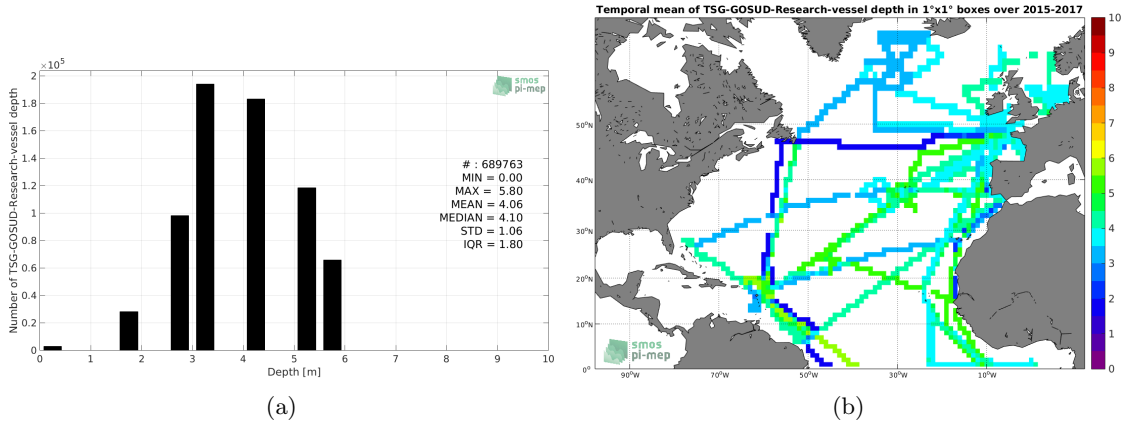 ×10⁵
2
1.8
1.6
1.4
1.2
1
0.8
0.6
0.4
0.2
0
Number of TSG-GOSUD-Research-vessel depth
smos
pi-mep
# : 689763
MIN = 0.00
MAX = 5.80
MEAN = 4.06
MEDIAN = 4.10
STD = 1.06
IQR = 1.80
0 1 2 3 4 5 6 7 8 9 10
Depth [m]
(a)
Temporal mean of TSG-GOSUD-Research-vessel depth in 1°x1° boxes over 2015-2017
50°N
40°N
30°N
20°N
10°N
0°
90°W 70°W 50°W 30°W 10°W
smos
pi-mep
10
9
8
7
6
5
4
3
2
1
0
(b)